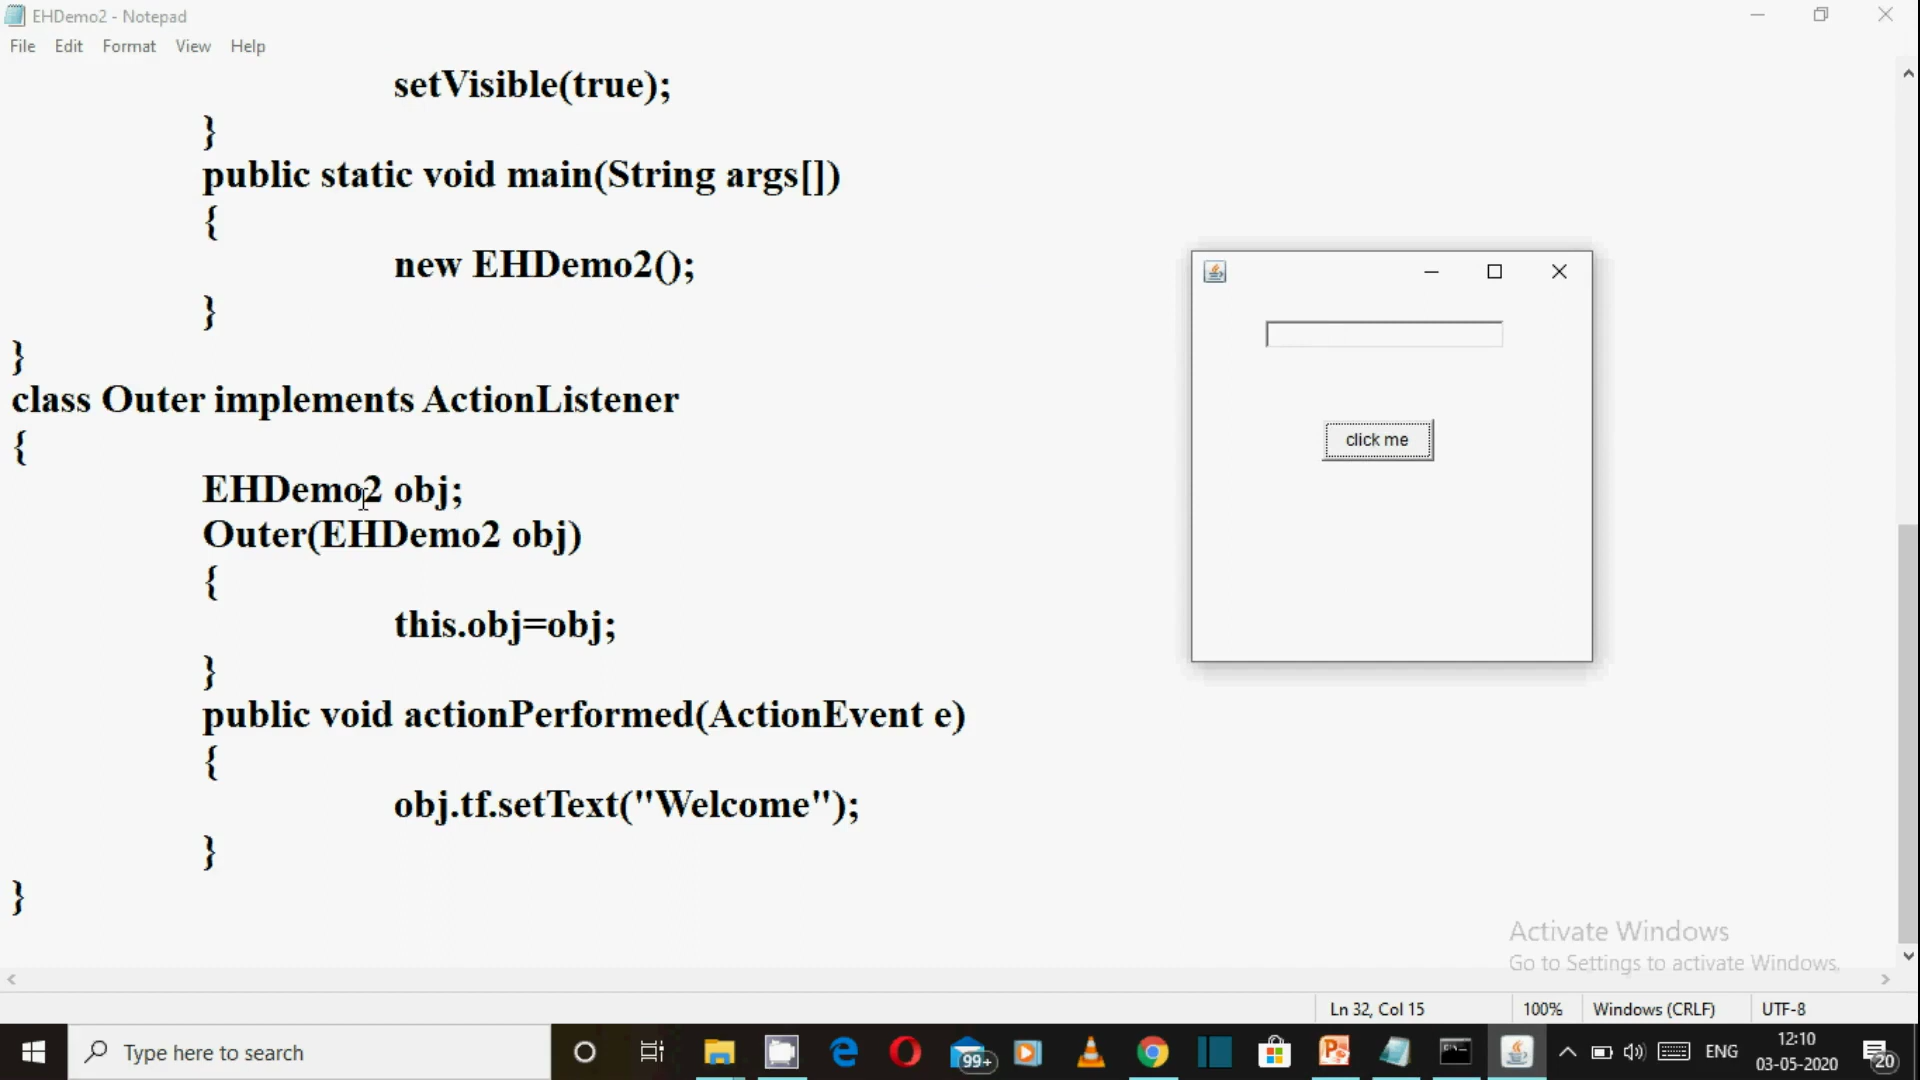 EHDemo2 - Notepad
File Edit Format View Help
setVisible(true);
}
public static void main(String args[])
{
new EHDemo2();
}
}
class Outer implements ActionListener
{
EHDemo2 obj;
Outer(EHDemo2 obj)
{
this.obj=obj;
}
public void actionPerformed(ActionEvent e)
{
obj.tf.setText("Welcome");
}
}
click me
Activate Windows
Go to Settings to activate Windows.
Ln 32, Col 15 100% Windows (CRLF) UTF-8
Type here to search
99+
ENG
12:10
03-05-2020
20